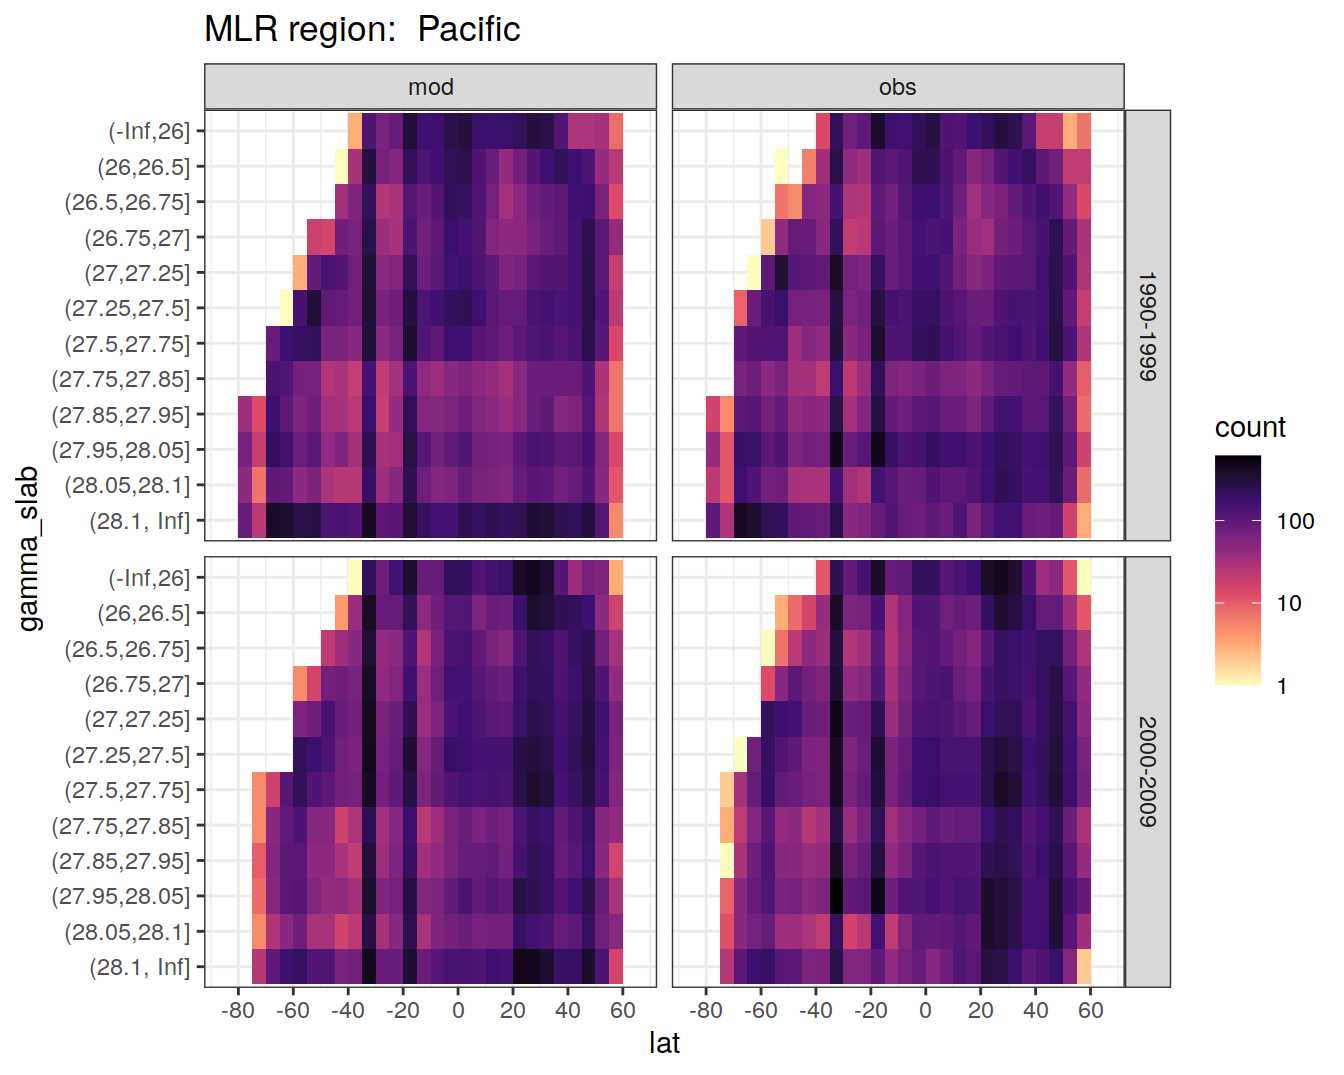 MLR region:  Pacific
mod
obs
(-Inf,26]
(26,26.5]
(26.5,26.75]
(26.75,27]
(27,27.25]
(27.25,27.5]
(27.5,27.75]
(27.75,27.85]
(27.85,27.95]
(27.95,28.05]
(28.05,28.1]
(28.1, Inf]
1990-1999
(-Inf,26]
(26,26.5]
(26.5,26.75]
(26.75,27]
(27,27.25]
(27.25,27.5]
(27.5,27.75]
(27.75,27.85]
(27.85,27.95]
(27.95,28.05]
(28.05,28.1]
(28.1, Inf]
2000-2009
gamma_slab
-80 -60 -40 -20 0 20 40 60
-80 -60 -40 -20 0 20 40 60
lat
count
100
10
1